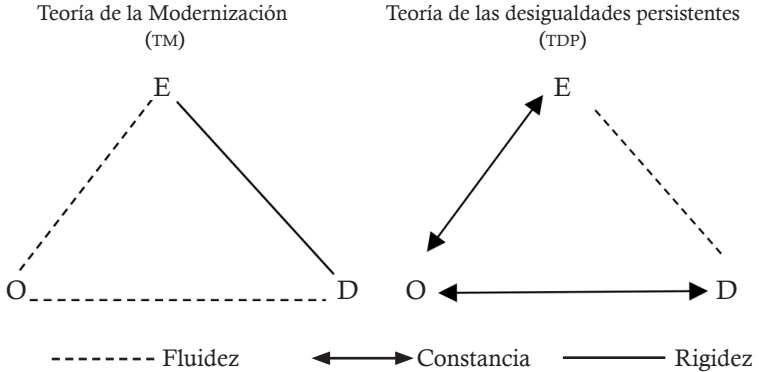 Teoría de la Modernización
(TM)
Teoría de las desigualdades persistentes
(TDP)
E
O
D
E
O
D
Fluidez
Constancia
Rigidez